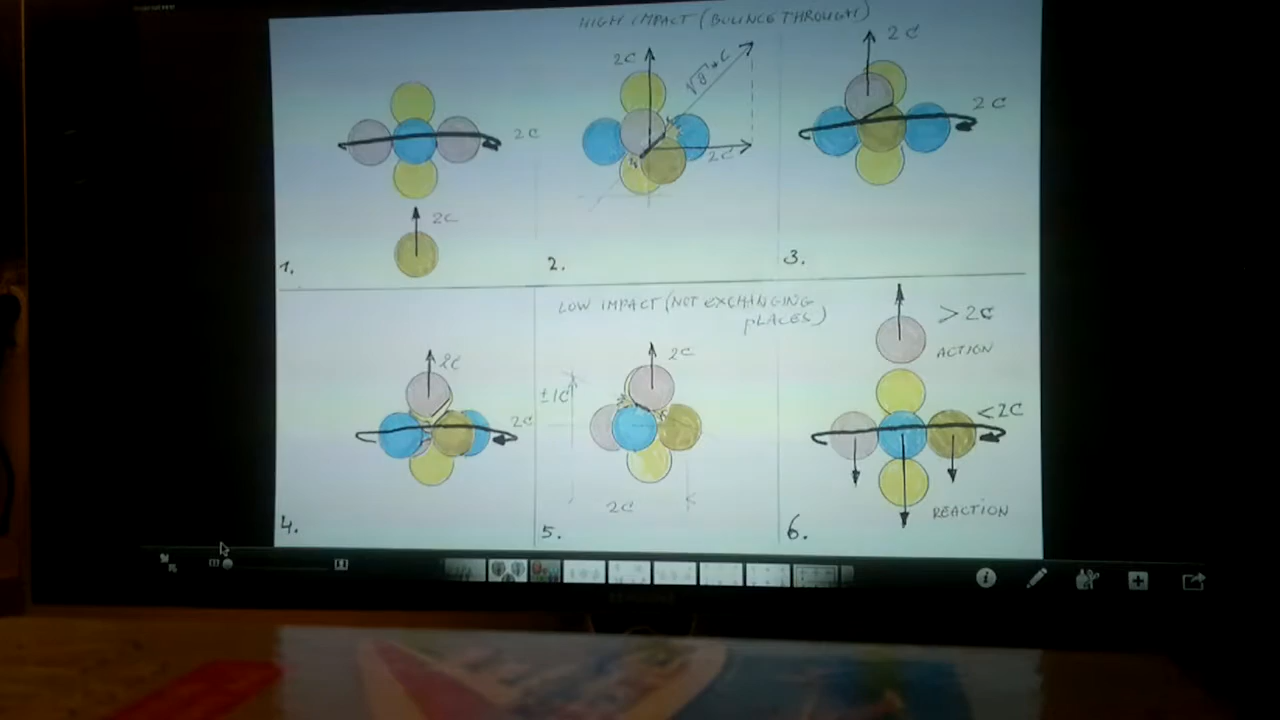 HIGH IMPACT (BOUNCE THROUGH)
2C
2C
1.
2C
√8 * C
2C
2.
2C
2C
3.
LOW IMPACT (NOT EXCHANGING
PLACES)
2C
2C
4.
2C
±1C
2C
5.
>2C
ACTION
<2C
REACTION
6.